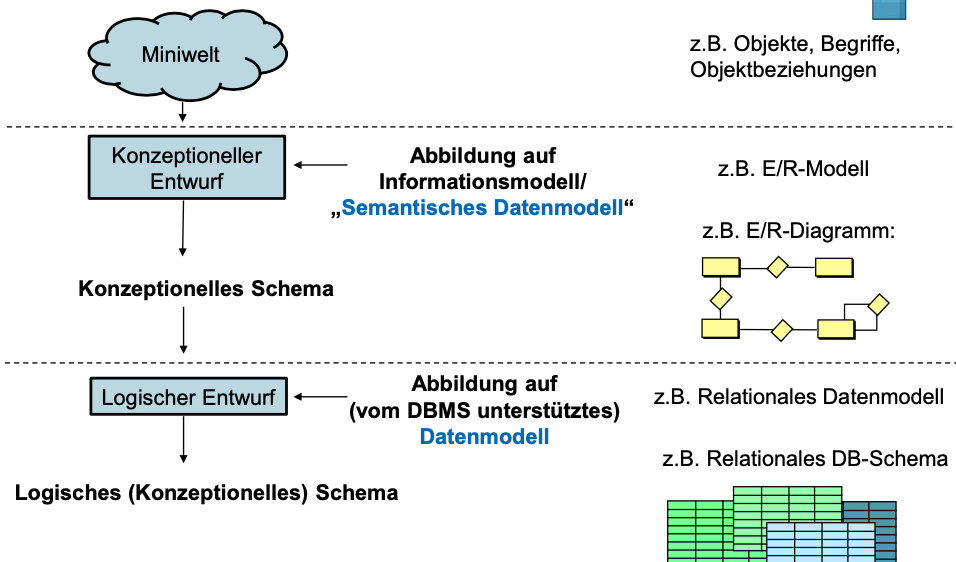 Miniwelt
z.B. Objekte, Begriffe,
Objektbeziehungen
Konzeptioneller
Entwurf
Abbildung auf
Informationsmodell/
„Semantisches Datenmodell“
z.B. E/R-Modell
z.B. E/R-Diagramm:
Konzeptionelles Schema
Logischer Entwurf
Abbildung auf
(vom DBMS unterstütztes)
Datenmodell
z.B. Relationales Datenmodell
z.B. Relationales DB-Schema
Logisches (Konzeptionelles) Schema